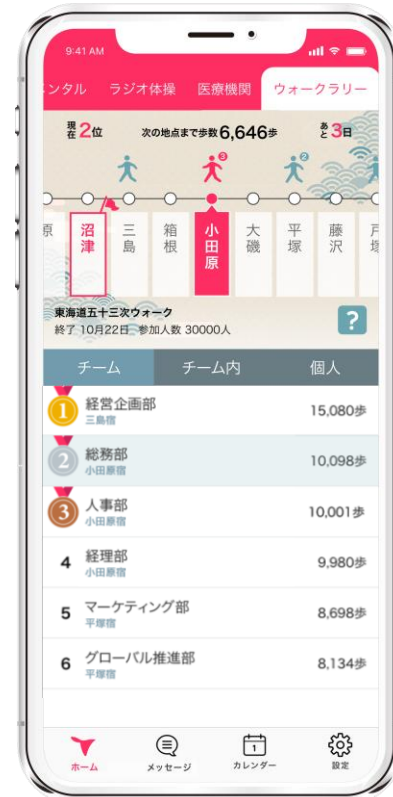 9:41 AM
ンタル ラジオ体操 医療機関 ウォークラリー
現在2位 次の地点まで歩数6,646歩 あと3日
3 2
原 沼津 三島 箱根 小田原 大磯 平塚 藤沢 戸塚
東海道五十三次ウォーク
終了 10月22日 参加人数 30000人
?
チーム チーム内 個人
1 経営企画部 15,080歩
三島宿
2 総務部 10,098歩
小田原宿
3 人事部 10,001歩
小田原宿
4 経理部 9,980歩
小田原宿
5 マーケティング部 8,698歩
平塚宿
6 グローバル推進部 8,134歩
平塚宿
1
ホーム メッセージ カレンダー 設定